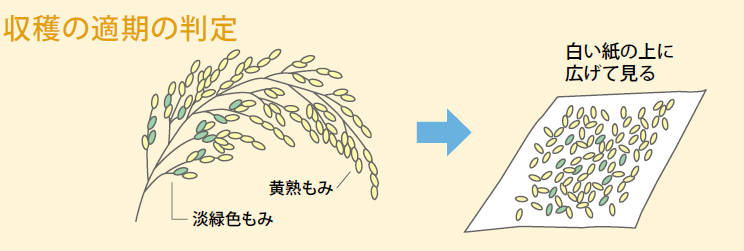 収穫の適期の判定
白い紙の上に
広げて見る
黄熟もみ
淡緑色もみ